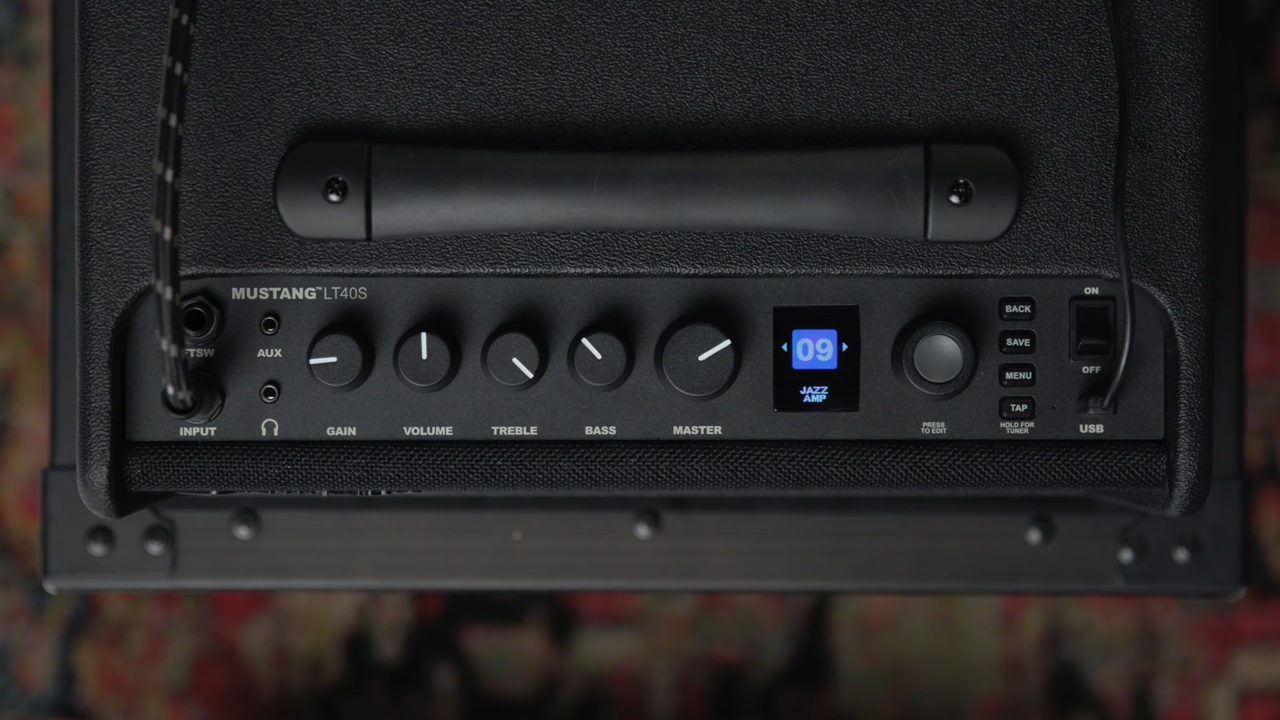 MUSTANG™ LT40S
FTSW
AUX
INPUT
GAIN
VOLUME
TREBLE
BASS
MASTER
09
JAZZ
AMP
PRESS
TO EDIT
BACK
SAVE
MENU
TAP
HOLD FOR
TUNER
ON
OFF
USB